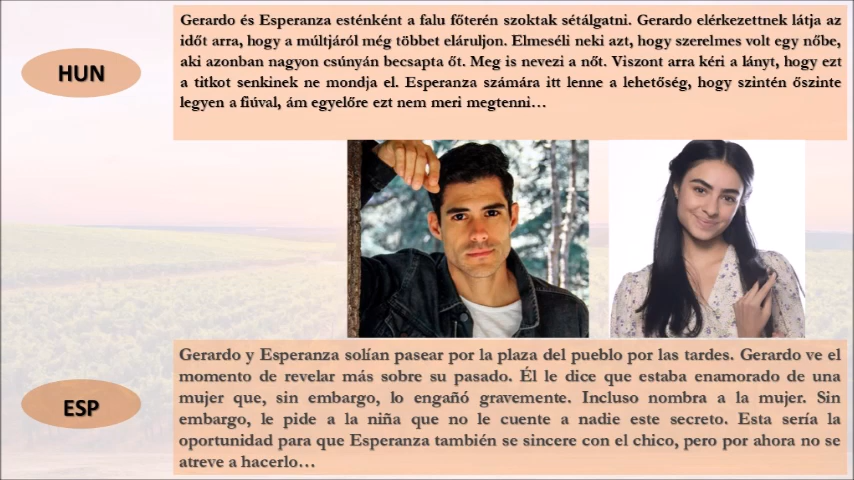 HUN
Gerardo és Esperanza esténként a falu főterén szoktak sétálgatni. Gerardo elérkezettnek látja az
időt arra, hogy a múltjáról még többet eláruljon. Elmeséli neki azt, hogy szerelmes volt egy nőbe,
aki azonban nagyon csúnyán becsapta őt. Meg is nevezi a nőt. Viszont arra kéri a lányt, hogy ezt
a titkot senkinek ne mondja el. Esperanza számára itt lenne a lehetőség, hogy szintén őszinte
legyen a fiúval, ám egyelőre ezt nem meri megtenni…
ESP
Gerardo y Esperanza solían pasear por la plaza del pueblo por las tardes. Gerardo ve el
momento de revelar más sobre su pasado. Él le dice que estaba enamorado de una
mujer que, sin embargo, lo engañó gravemente. Incluso nombra a la mujer. Sin
embargo, le pide a la niña que no le cuente a nadie este secreto. Esta sería la
oportunidad para que Esperanza también se sincere con el chico, pero por ahora no se
atreve a hacerlo…